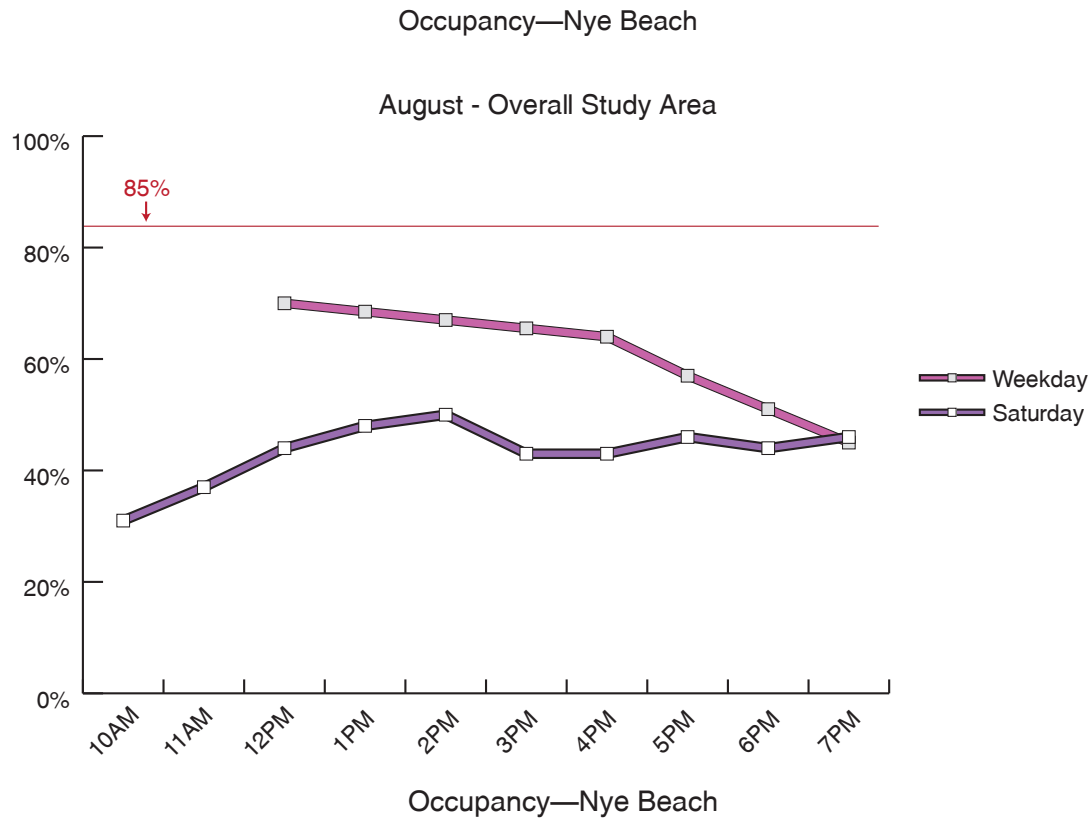 Occupancy—Nye Beach
August - Overall Study Area
100%
85%
80%
60%
40%
20%
0%
Weekday
Saturday
10AM
11AM
12PM
1PM
2PM
3PM
4PM
5PM
6PM
7PM
Occupancy—Nye Beach